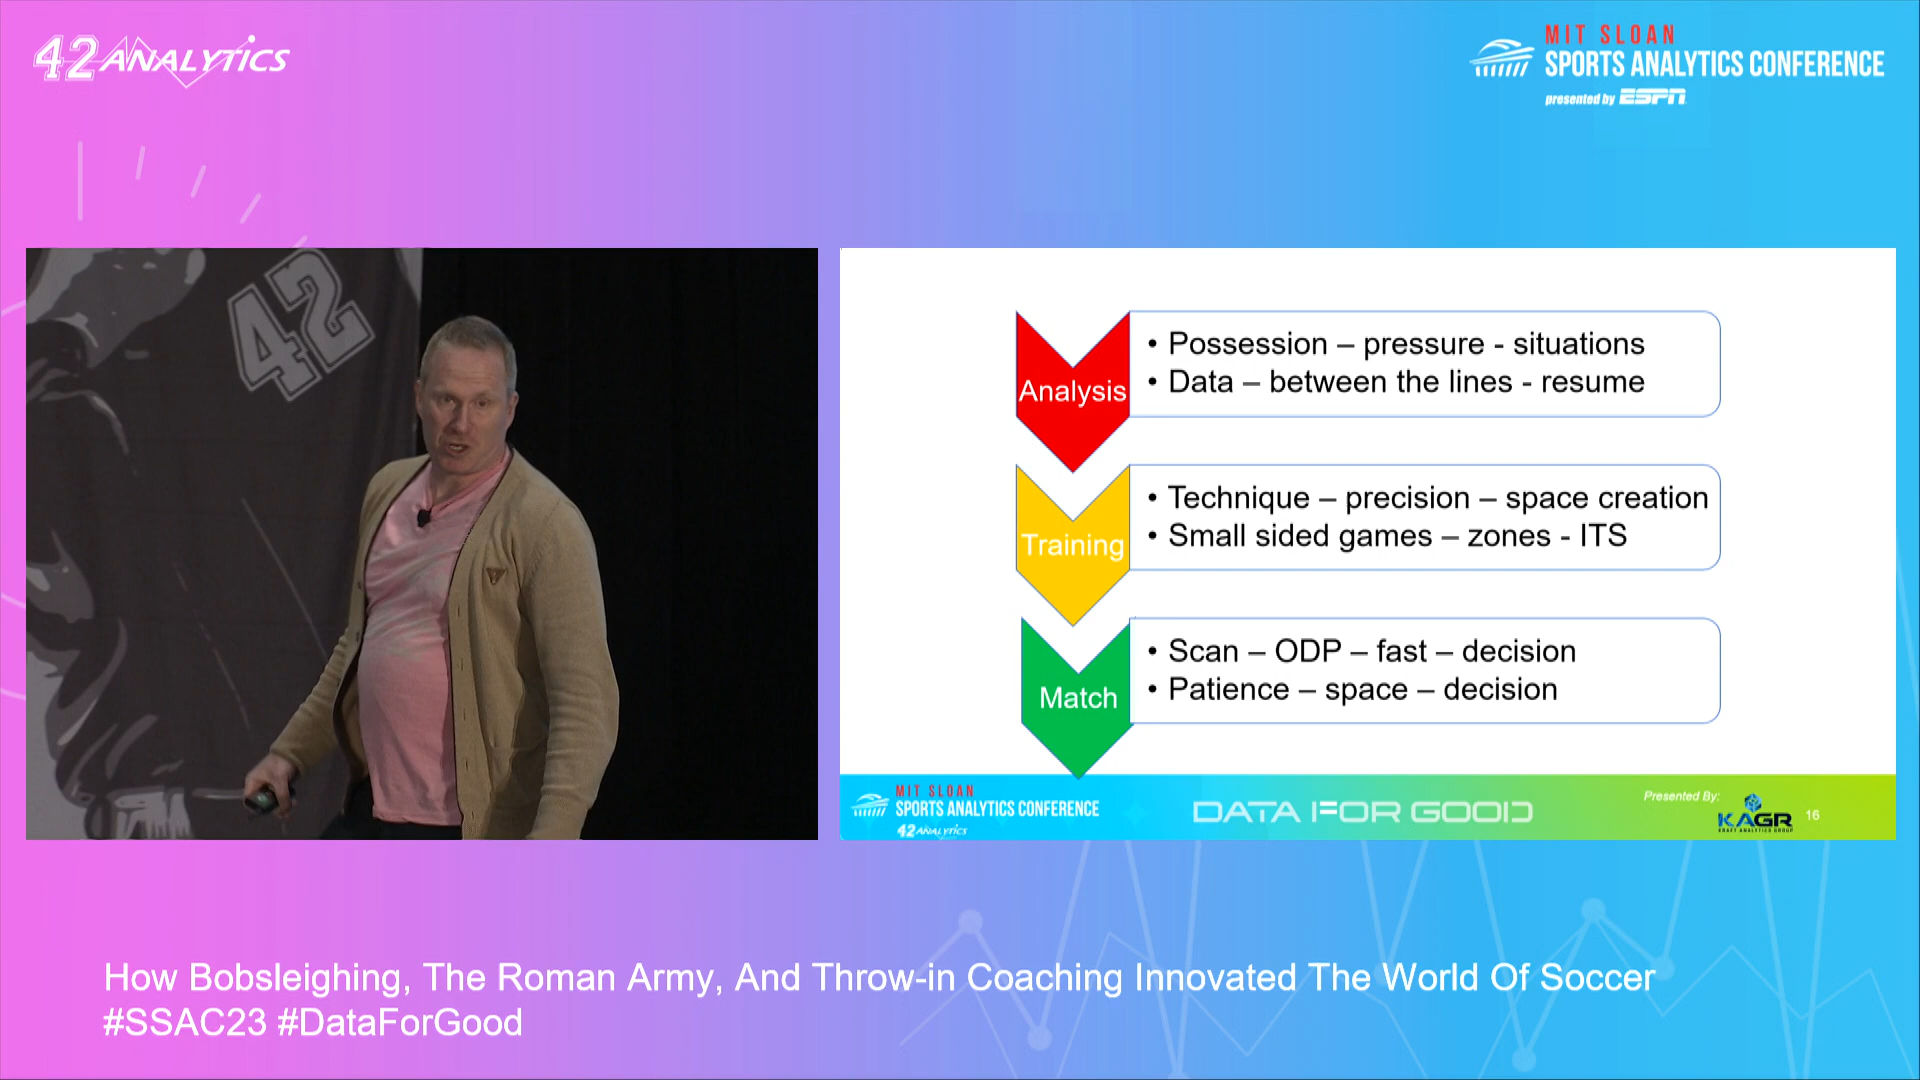 42 ANALYTICS
MIT SLOAN
SPORTS ANALYTICS CONFERENCE
presented by ESPN
42
Analysis
• Possession – pressure - situations
• Data – between the lines - resume
Training
• Technique – precision – space creation
• Small sided games – zones - ITS
Match
• Scan – ODP – fast – decision
• Patience – space – decision
MIT SLOAN
SPORTS ANALYTICS CONFERENCE
42 ANALYTICS
DATA FOR GOOD
Presented By:
KAGR
KRAFT ANALYTICS GROUP
16
How Bobsleighing, The Roman Army, And Throw-in Coaching Innovated The World Of Soccer
#SSAC23 #DataForGood